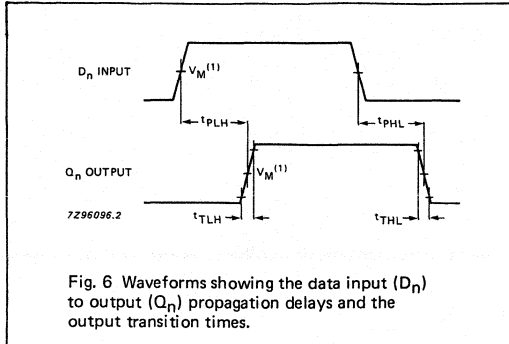 Dn INPUT
VM(1)
tPLH
tPHL
Qn OUTPUT
VM(1)
7Z96096.2
tTLH
tTHL
Fig. 6 Waveforms showing the data input (Dn)
to output (Qn) propagation delays and the
output transition times.